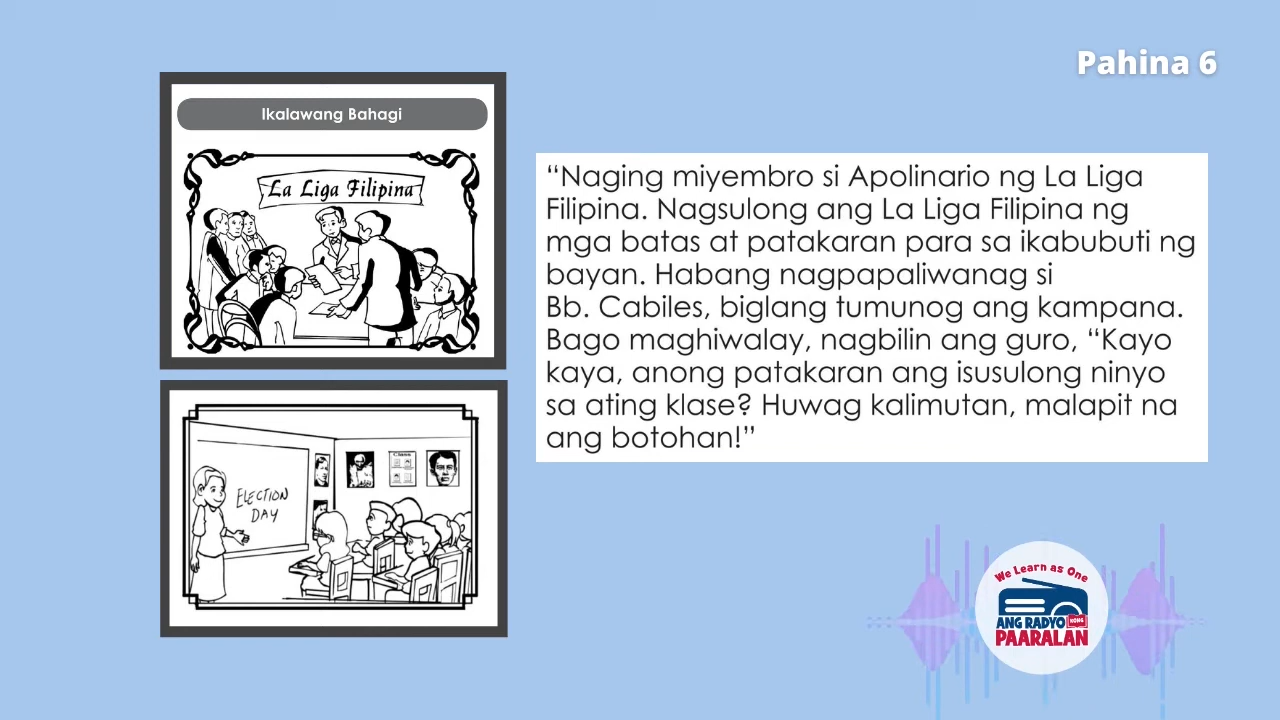 Pahina 6
Ikalawang Bahagi
La Liga Filipina
“Naging miyembro si Apolinario ng La Liga
Filipina. Nagsulong ang La Liga Filipina ng
mga batas at patakaran para sa ikabubuti ng
bayan. Habang nagpapaliwanag si
Bb. Cabiles, biglang tumunog ang kampana.
Bago maghiwalay, nagbilin ang guro, “Kayo
kaya, anong patakaran ang isusulong ninyo
sa ating klase? Huwag kalimutan, malapit na
ang botohan!”
ELECTION
DAY
Class
We Learn as One
ANG RADYO
KONG
PAARALAN